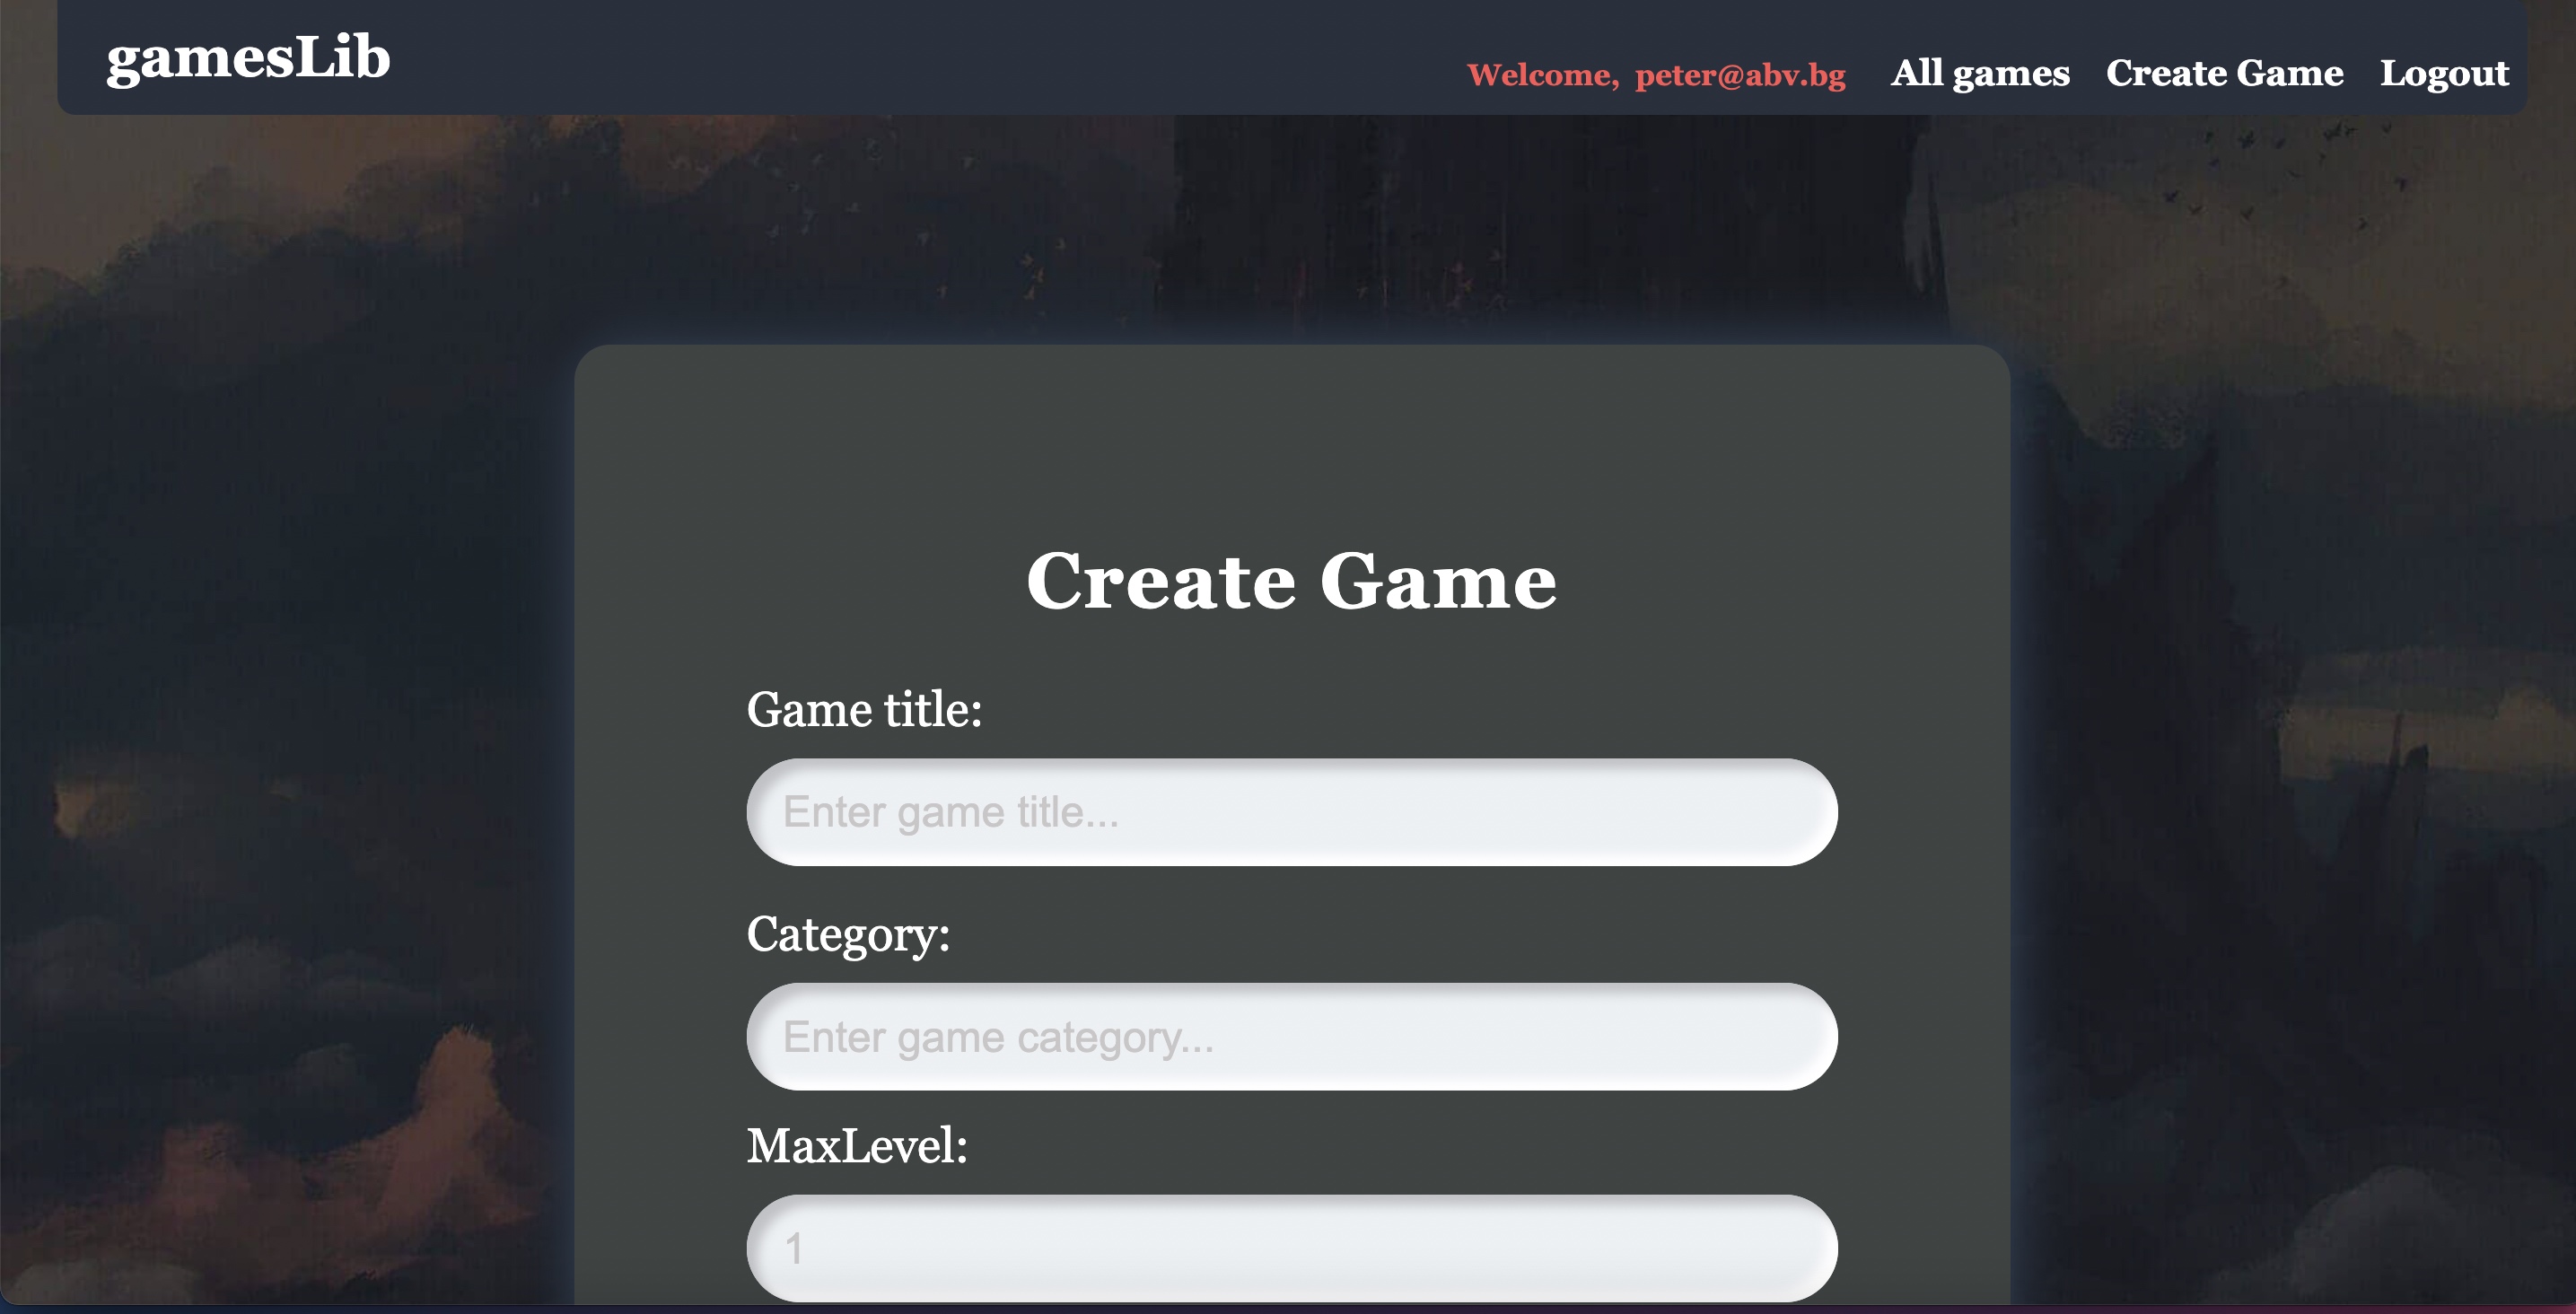 gamesLib
Welcome, peter@abv.bg All games Create Game Logout
Create Game
Game title:
Enter game title...
Category:
Enter game category...
MaxLevel:
1